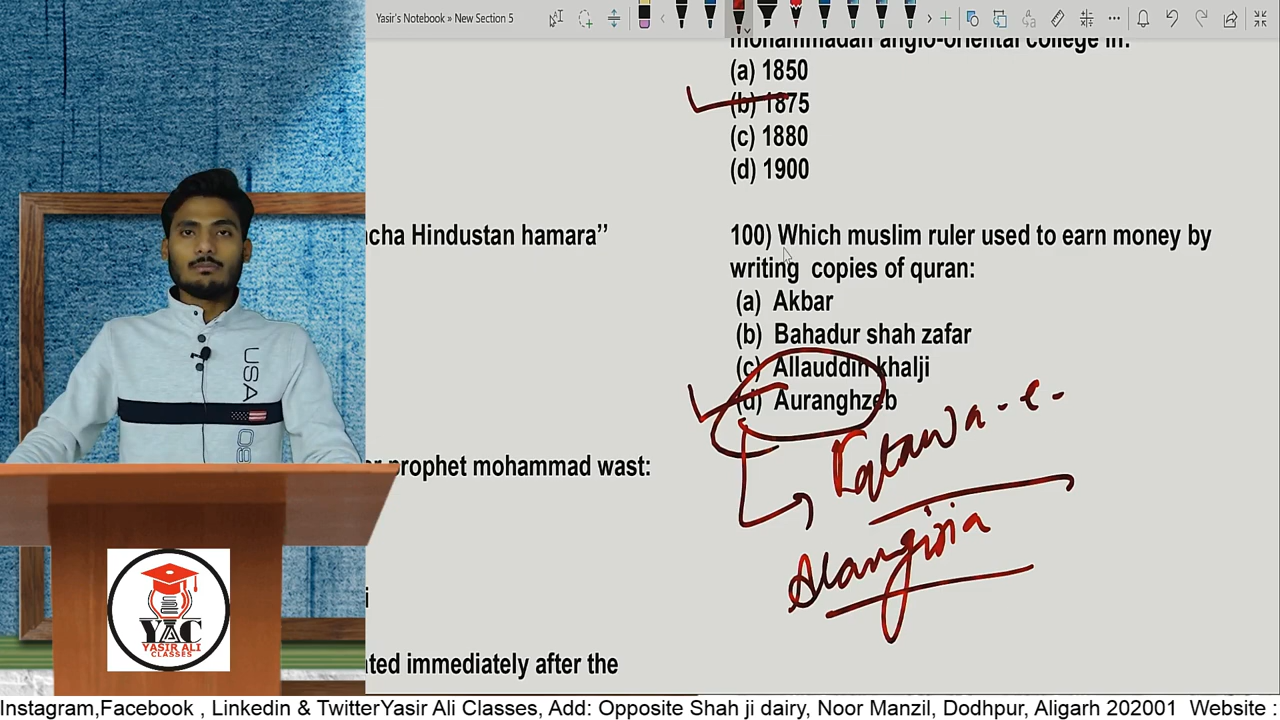 Yasir's Notebook » New Section 5
mohammadan anglo-oriental college in:
(a) 1850
(b) 1875
(c) 1880
(d) 1900
acha Hindustan hamara”
100) Which muslim ruler used to earn money by
writing copies of quran:
(a) Akbar
(b) Bahadur shah zafar
(c) Allauddin khalji
(d) Auranghzeb
Fatawa-e-
Alamgiria
prophet mohammad wast:
i
ated immediately after the
USA
08
YAC
YASIR ALI
CLASSES
Instagram,Facebook , Linkedin & TwitterYasir Ali Classes, Add: Opposite Shah ji dairy, Noor Manzil, Dodhpur, Aligarh 202001 Website :